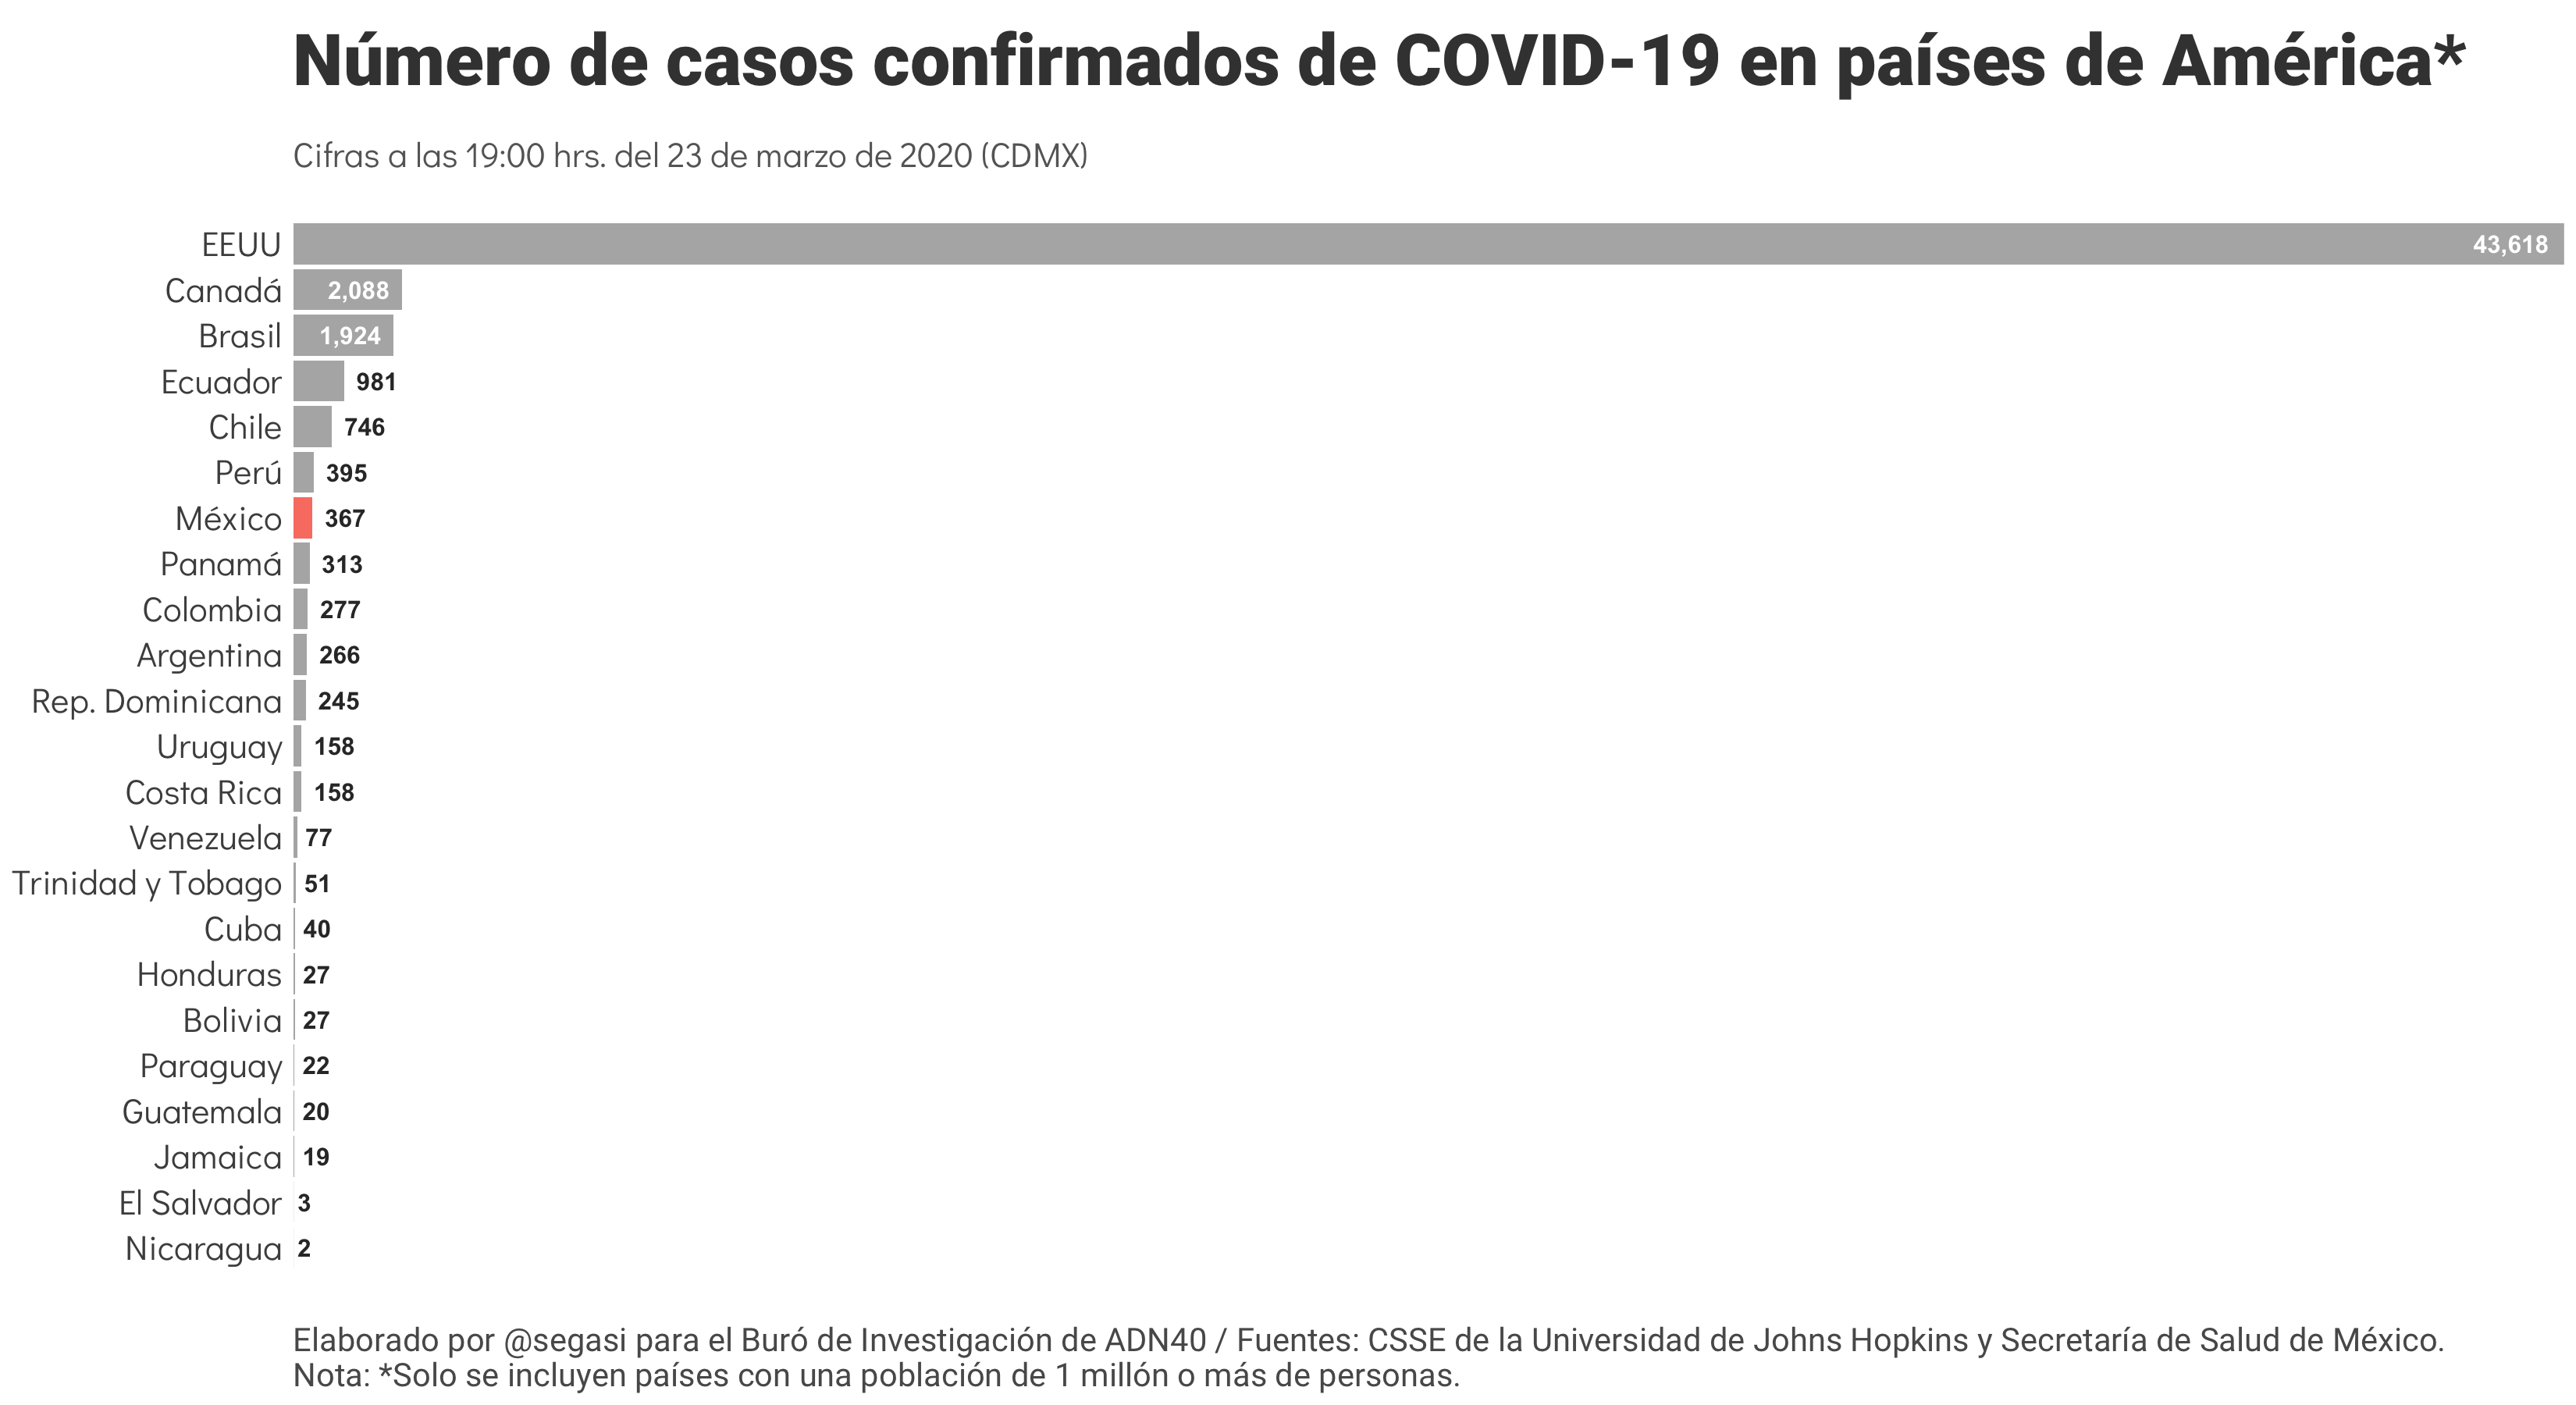 Número de casos confirmados de COVID-19 en países de América*
Cifras a las 19:00 hrs. del 23 de marzo de 2020 (CDMX)
EEUU 43,618
Canadá 2,088
Brasil 1,924
Ecuador 981
Chile 746
Perú 395
México 367
Panamá 313
Colombia 277
Argentina 266
Rep. Dominicana 245
Uruguay 158
Costa Rica 158
Venezuela 77
Trinidad y Tobago 51
Cuba 40
Honduras 27
Bolivia 27
Paraguay 22
Guatemala 20
Jamaica 19
El Salvador 3
Nicaragua 2
Elaborado por @segasi para el Buró de Investigación de ADN40 / Fuentes: CSSE de la Universidad de Johns Hopkins y Secretaría de Salud de México.
Nota: *Solo se incluyen países con una población de 1 millón o más de personas.